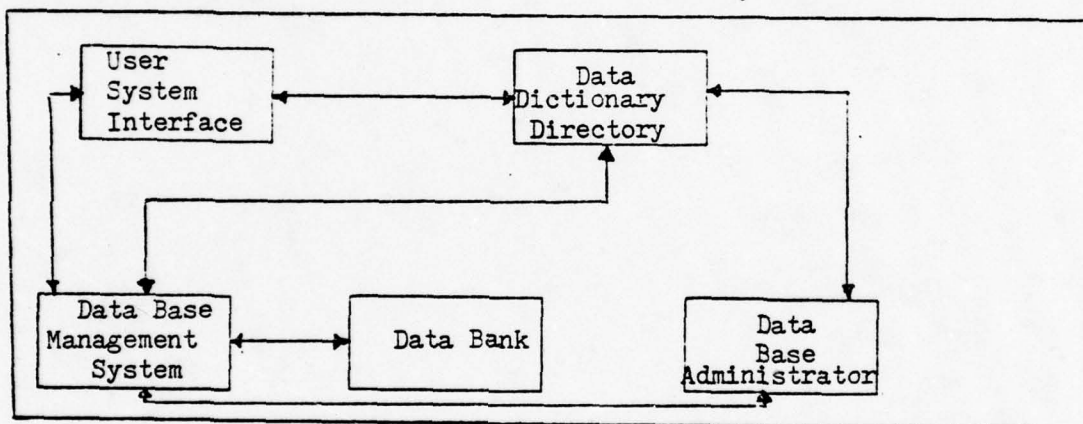 User
System
Interface
Data
Dictionary
Directory
Data Base
Management
System
Data Bank
Data
Base
Administrator